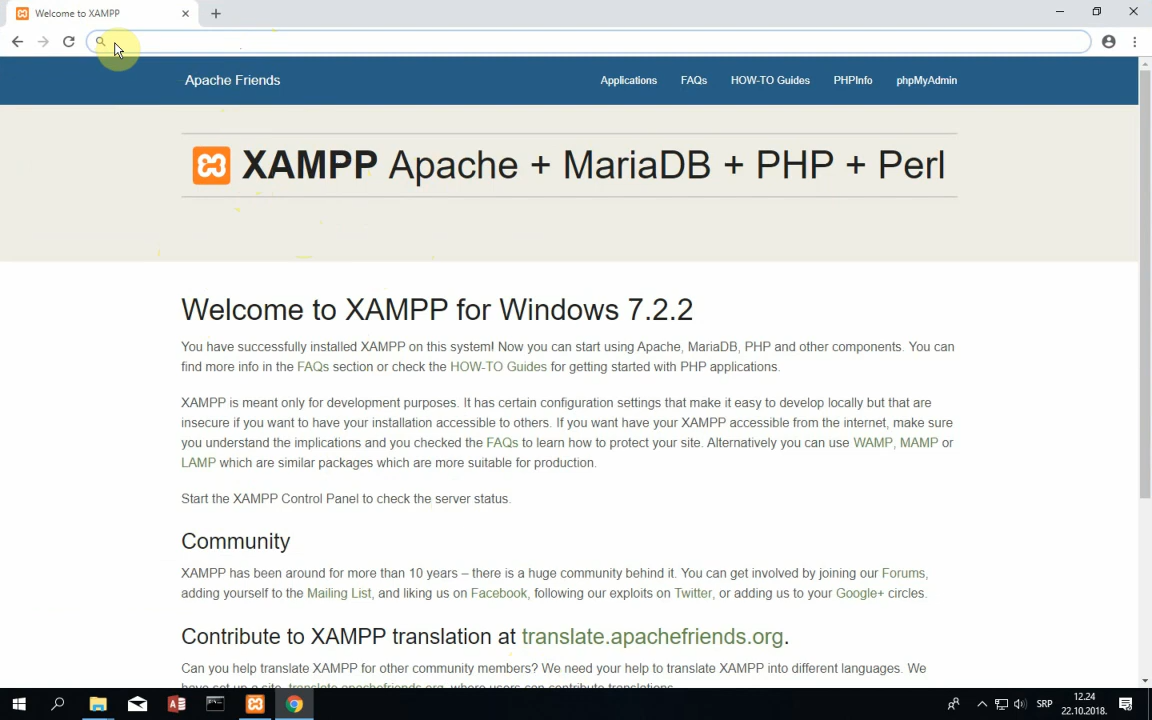 Welcome to XAMPP
Apache Friends
Applications FAQs HOW-TO Guides PHPInfo phpMyAdmin
XAMPP Apache + MariaDB + PHP + Perl
Welcome to XAMPP for Windows 7.2.2
You have successfully installed XAMPP on this system! Now you can start using Apache, MariaDB, PHP and other components. You can
find more info in the FAQs section or check the HOW-TO Guides for getting started with PHP applications.
XAMPP is meant only for development purposes. It has certain configuration settings that make it easy to develop locally but that are
insecure if you want to have your installation accessible to others. If you want have your XAMPP accessible from the internet, make sure
you understand the implications and you checked the FAQs to learn how to protect your site. Alternatively you can use WAMP, MAMP or
LAMP which are similar packages which are more suitable for production.
Start the XAMPP Control Panel to check the server status.
Community
XAMPP has been around for more than 10 years – there is a huge community behind it. You can get involved by joining our Forums,
adding yourself to the Mailing List, and liking us on Facebook, following our exploits on Twitter, or adding us to your Google+ circles.
Contribute to XAMPP translation at translate.apachefriends.org.
Can you help translate XAMPP for other community members? We need your help to translate XAMPP into different languages. We
have set up a site, translate.apachefriends.org, where users can contribute translations.
SRP
12.24
22.10.2018.